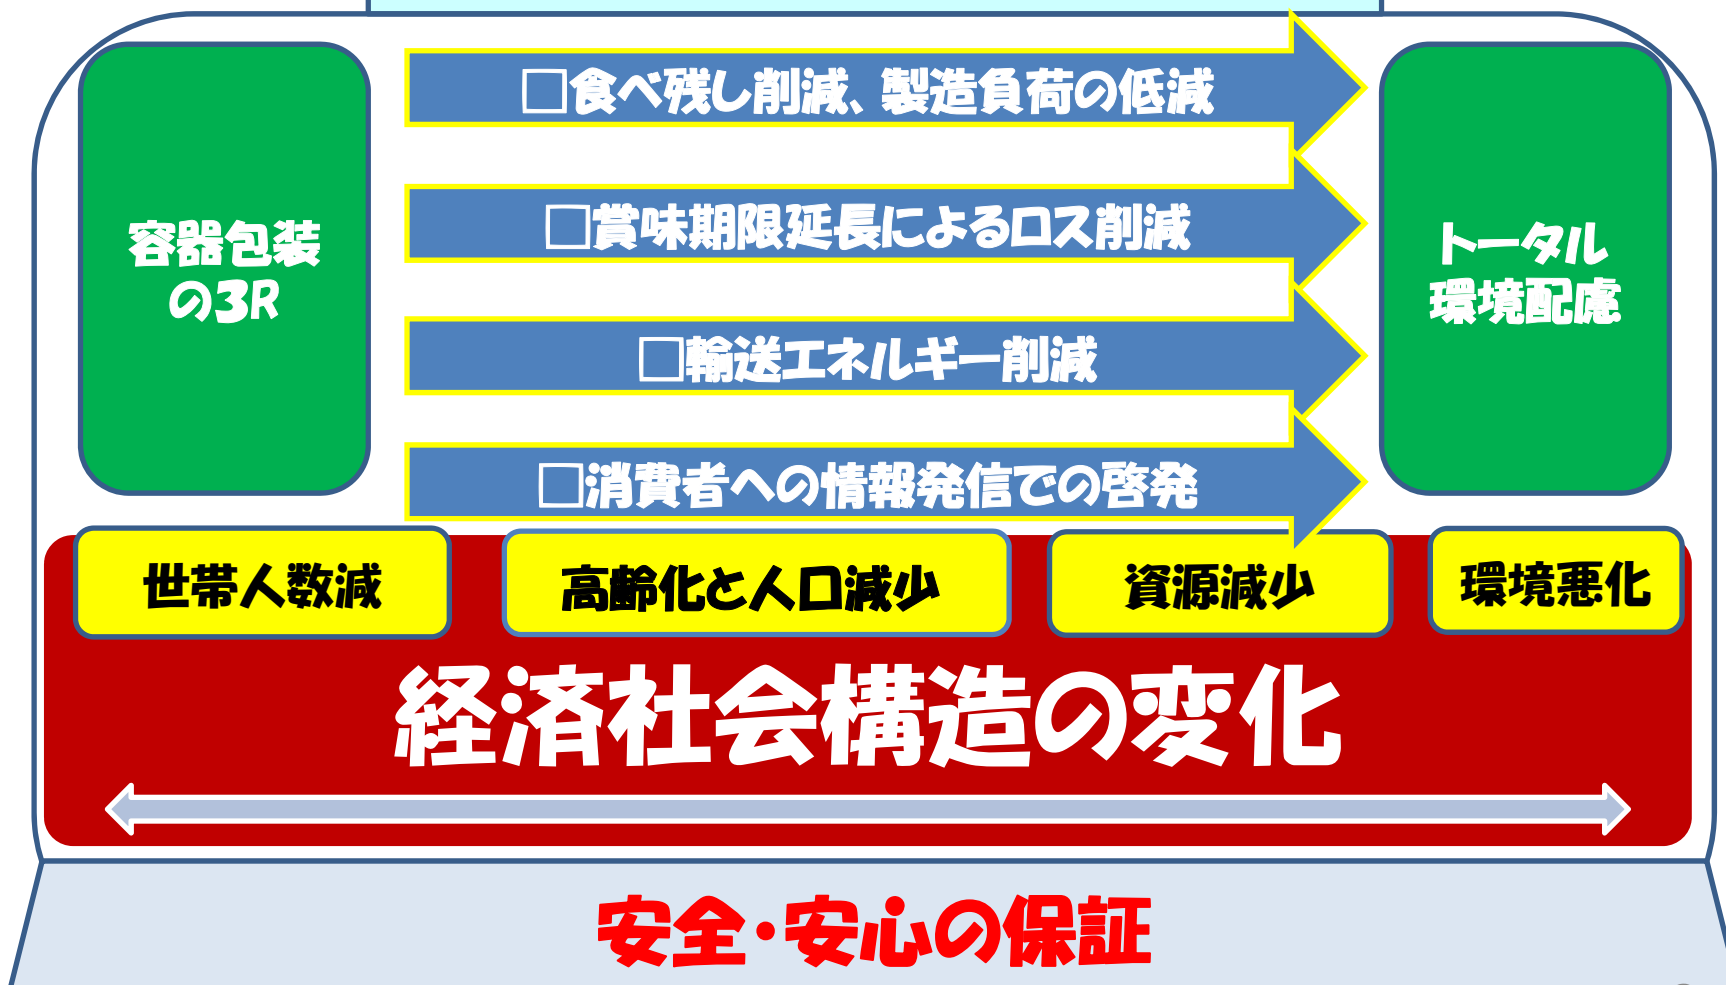 □食べ残し削減、製造負荷の低減
□賞味期限延長によるロス削減
□輸送エネルギー削減
□消費者への情報発信での啓発
容器包装
の3R
トータル
環境配慮
世帯人数減
高齢化と人口減少
資源減少
環境悪化
経済社会構造の変化
安全・安心の保証